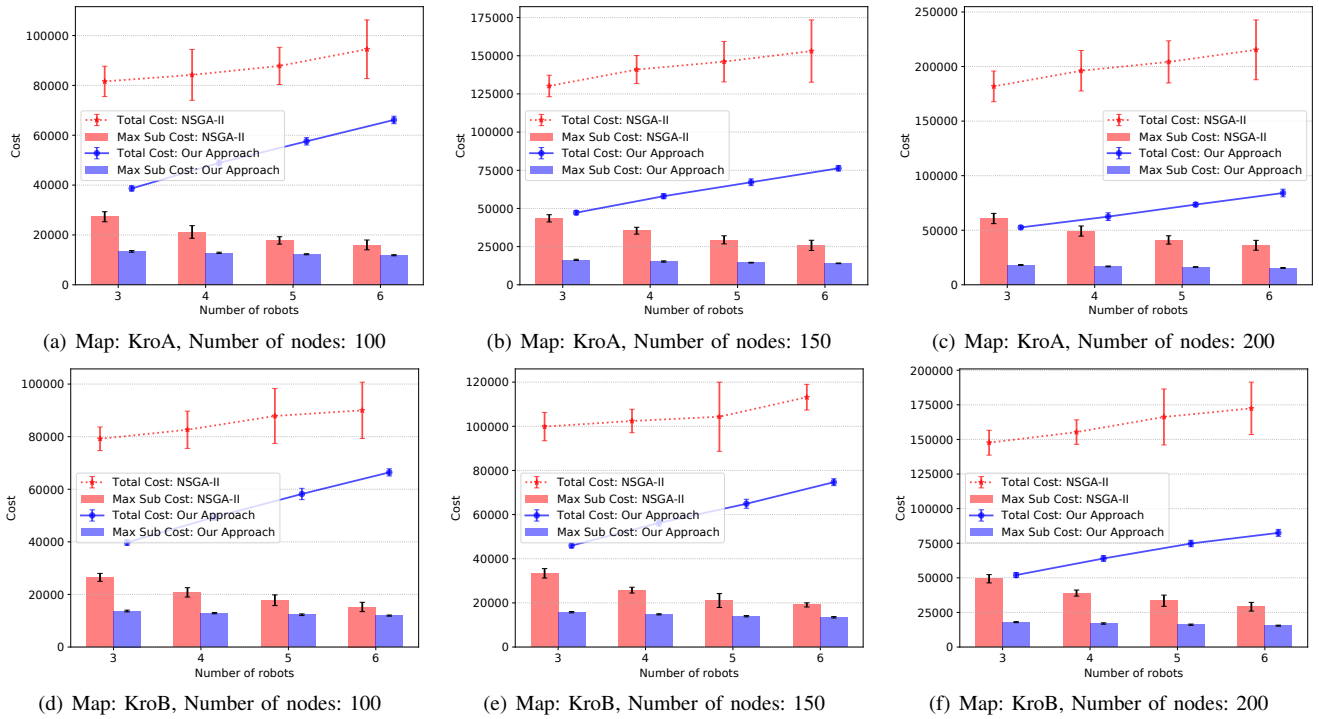 100000
80000
60000
40000
20000
0
Cost
Total Cost: NSGA-II
Max Sub Cost: NSGA-II
Total Cost: Our Approach
Max Sub Cost: Our Approach
3 4 5 6
Number of robots
(a) Map: KroA, Number of nodes: 100
175000
150000
125000
100000
75000
50000
25000
0
Cost
Total Cost: NSGA-II
Max Sub Cost: NSGA-II
Total Cost: Our Approach
Max Sub Cost: Our Approach
3 4 5 6
Number of robots
(b) Map: KroA, Number of nodes: 150
250000
200000
150000
100000
50000
0
Cost
Total Cost: NSGA-II
Max Sub Cost: NSGA-II
Total Cost: Our Approach
Max Sub Cost: Our Approach
3 4 5 6
Number of robots
(c) Map: KroA, Number of nodes: 200
100000
80000
60000
40000
20000
0
Cost
Total Cost: NSGA-II
Max Sub Cost: NSGA-II
Total Cost: Our Approach
Max Sub Cost: Our Approach
3 4 5 6
Number of robots
(d) Map: KroB, Number of nodes: 100
120000
100000
80000
60000
40000
20000
0
Cost
Total Cost: NSGA-II
Max Sub Cost: NSGA-II
Total Cost: Our Approach
Max Sub Cost: Our Approach
3 4 5 6
Number of robots
(e) Map: KroB, Number of nodes: 150
200000
175000
150000
125000
100000
75000
50000
25000
0
Cost
Total Cost: NSGA-II
Max Sub Cost: NSGA-II
Total Cost: Our Approach
Max Sub Cost: Our Approach
3 4 5 6
Number of robots
(f) Map: KroB, Number of nodes: 200